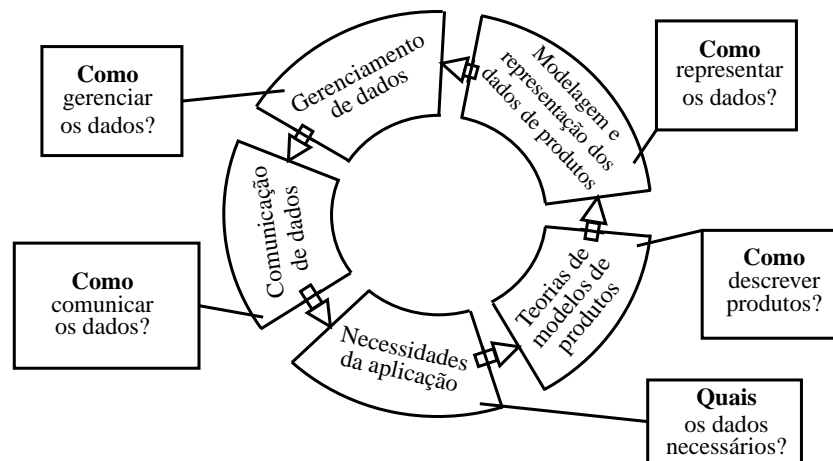 Como
gerenciar
os dados?
Gerenciamento
de dados
Modelagem e
representação dos
dados de produtos
Como
representar
os dados?
Comunicação
de dados
Como
comunicar
os dados?
Teorias de
modelos de
produtos
Como
descrever
produtos?
Necessidades
da aplicação
Quais
os dados
necessários?